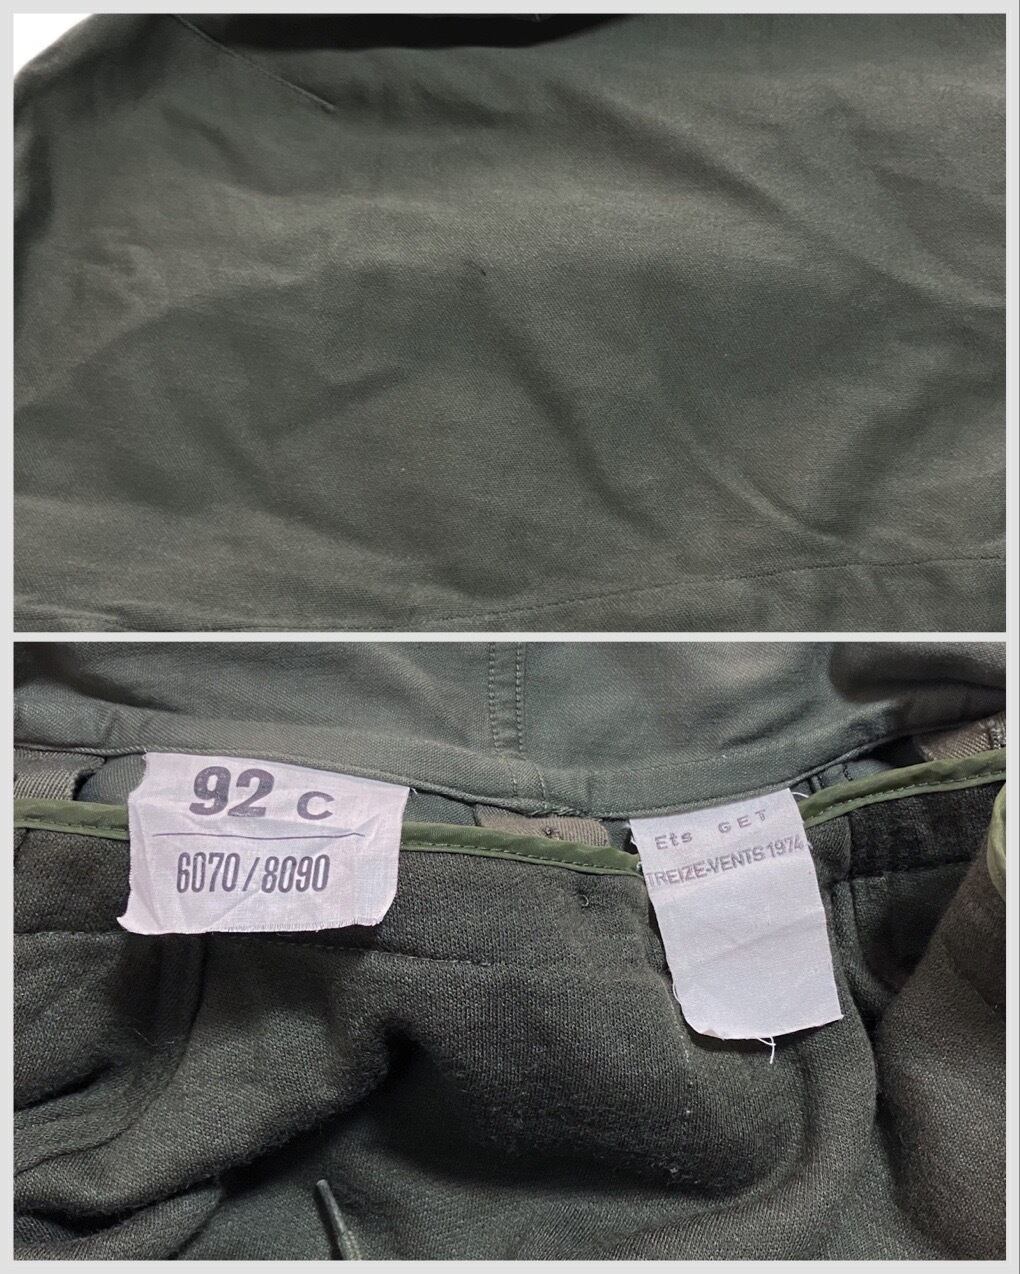 92 C
6070/8090
Ets GET
TREIZE-VENTS 1974